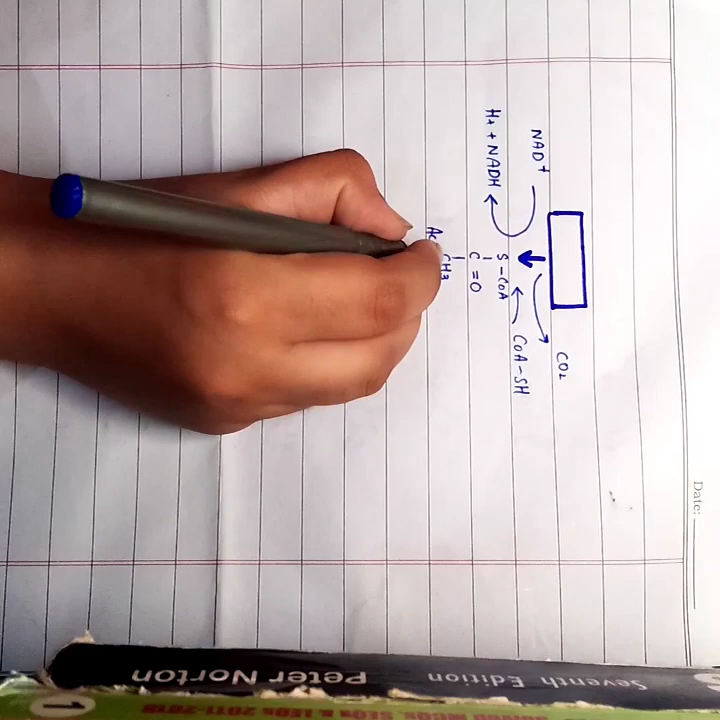 Date:
NAD+
CO2
H+ + NADH
CoA-SH
S-CoA
C=O
CH3
Ac
Seventh Edition Peter Norton